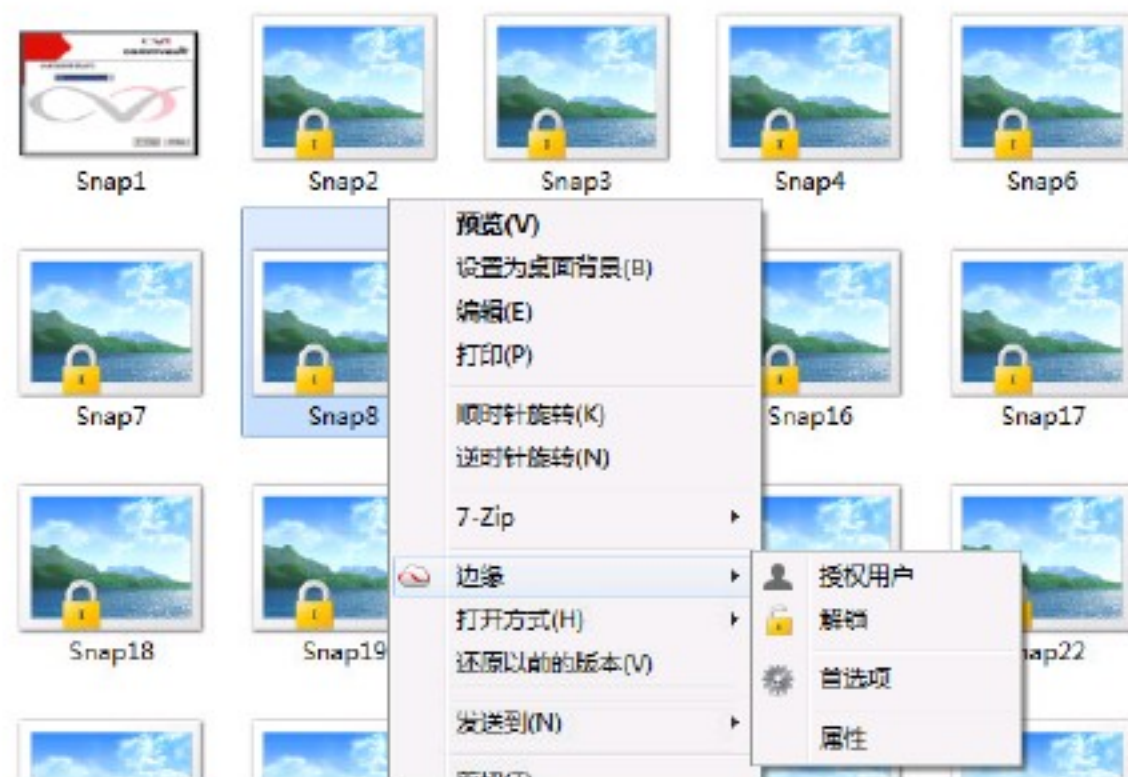 Snap1
Snap2
Snap3
Snap4
Snap6
Snap7
Snap8
Snap16
Snap17
Snap18
Snap19
ap22
预览(V)
设置为桌面背景(B)
编辑(E)
打印(P)
顺时针旋转(K)
逆时针旋转(N)
7-Zip
边缘
打开方式(H)
还原以前的版本(V)
发送到(N)
授权用户
解锁
首选项
属性